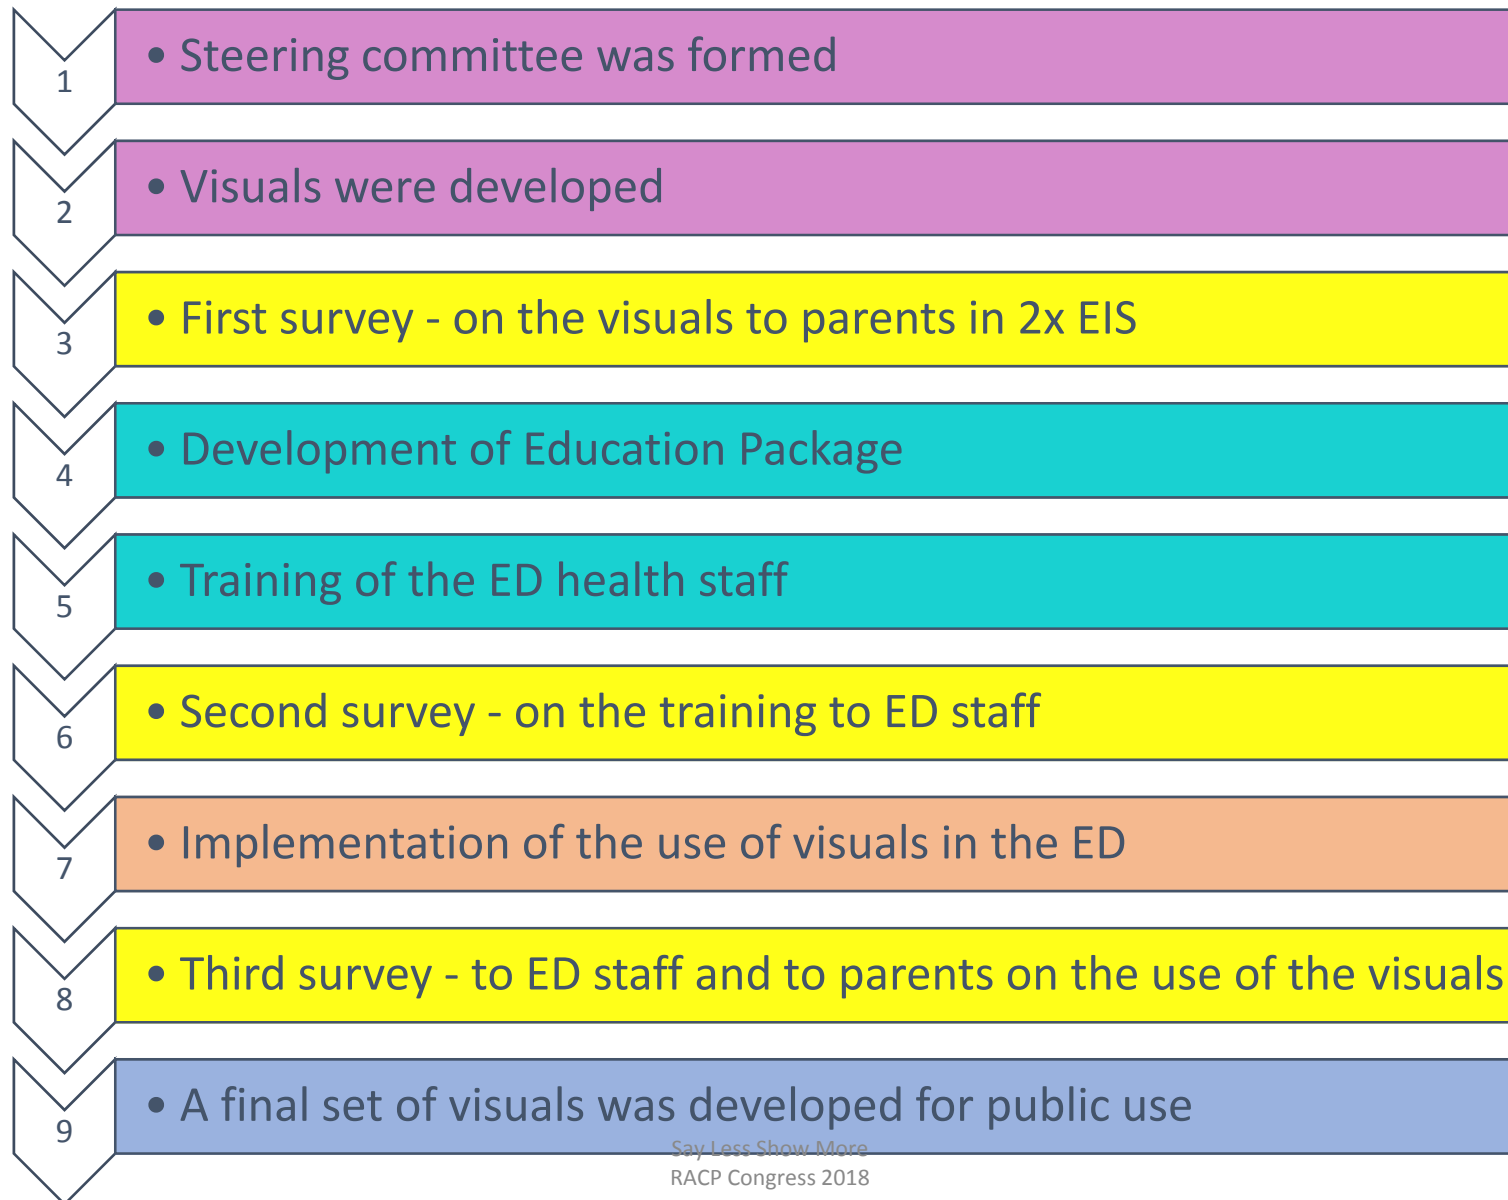 1
• Steering committee was formed
2
• Visuals were developed
3
• First survey - on the visuals to parents in 2x EIS
4
• Development of Education Package
5
• Training of the ED health staff
6
• Second survey - on the training to ED staff
7
• Implementation of the use of visuals in the ED
8
• Third survey - to ED staff and to parents on the use of the visuals
9
• A final set of visuals was developed for public use
Say Less Show More
RACP Congress 2018